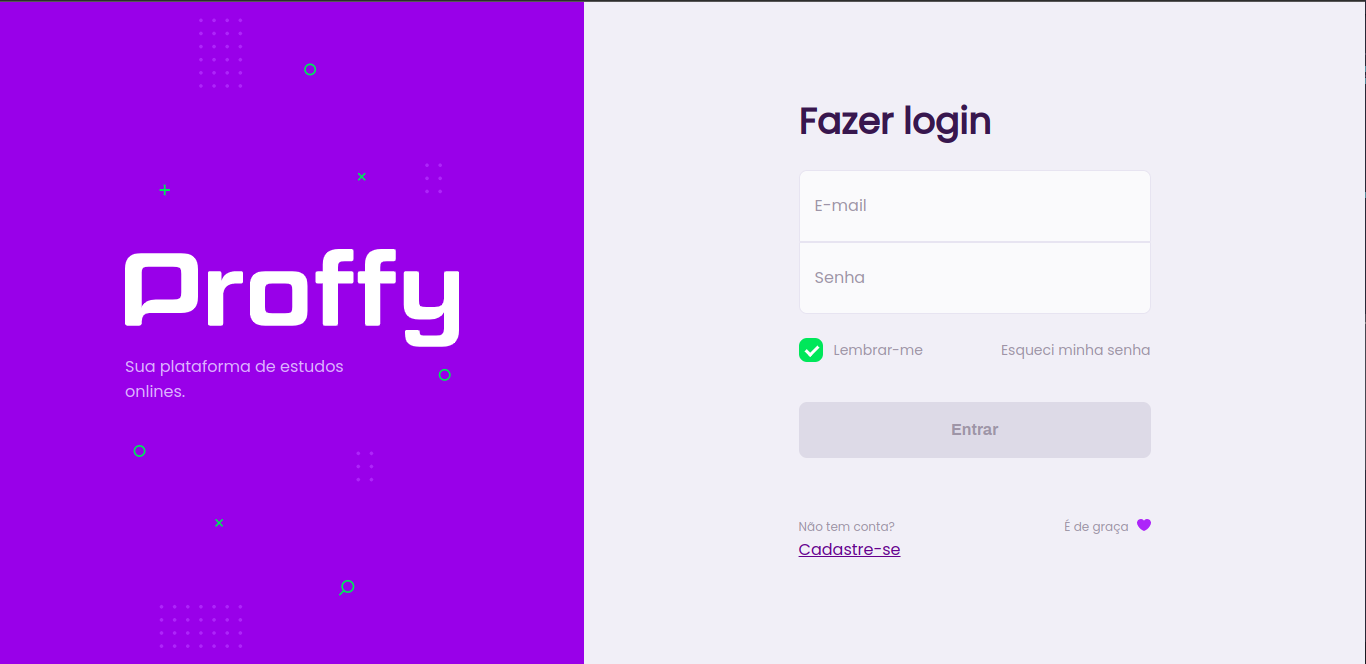 Proffy
Sua plataforma de estudos
onlines.
Fazer login
E-mail
Senha
Lembrar-me
Esqueci minha senha
Entrar
Não tem conta?
Cadastre-se
É de graça